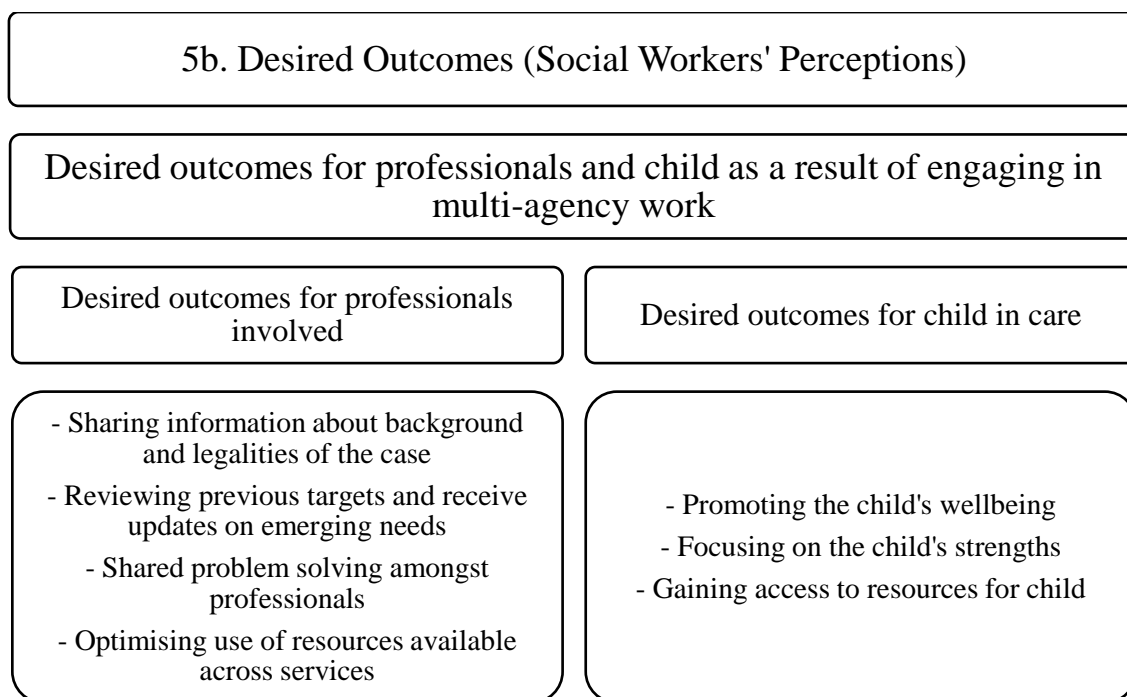 5b. Desired Outcomes (Social Workers' Perceptions)
Desired outcomes for professionals and child as a result of engaging in
multi-agency work
Desired outcomes for professionals
involved
Desired outcomes for child in care
- Sharing information about background
and legalities of the case
- Reviewing previous targets and receive
updates on emerging needs
- Shared problem solving amongst
professionals
- Optimising use of resources available
across services
- Promoting the child's wellbeing
- Focusing on the child's strengths
- Gaining access to resources for child